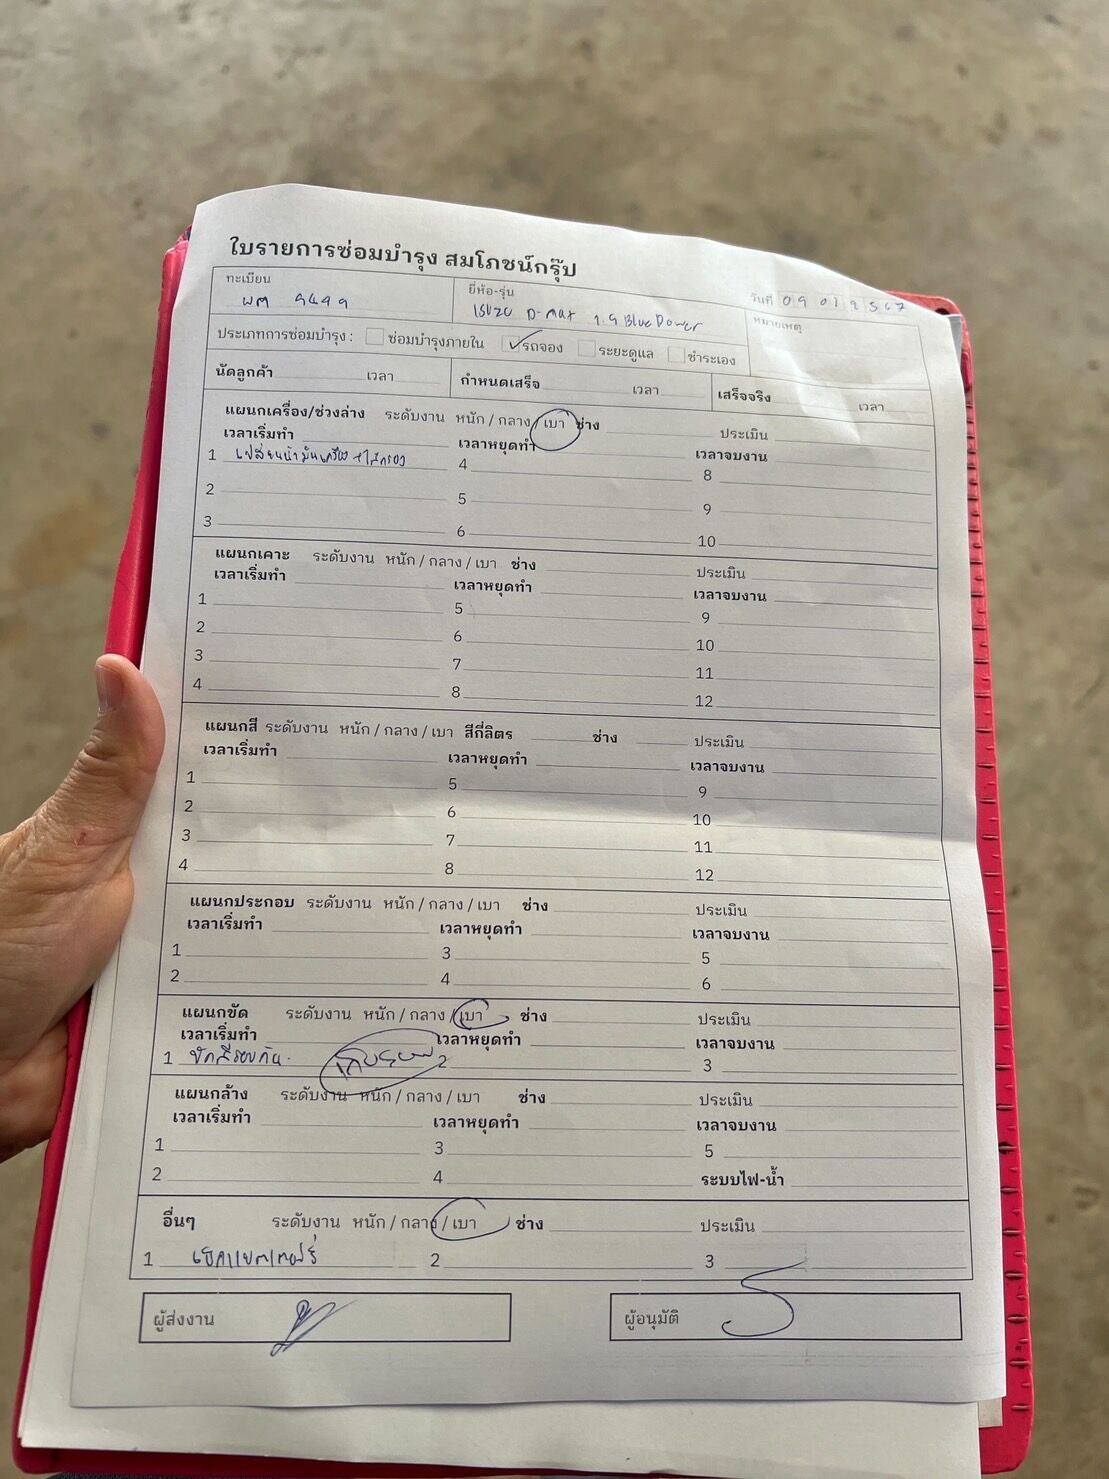 ใบรายการซ่อมบำรุง สมโภชน์กรุ๊ป
ทะเบียน ยี่ห้อ-รุ่น วันที่ 09 02 2567
9499 ISUZU D-max 1.9 Blue Power หมายเหตุ
ประเภทการซ่อมบำรุง : ซ่อมบำรุงภายใน ✓ รถจอง ระยะดูแล ชำระเอง
นัดลูกค้า เวลา กำหนดเสร็จ เวลา เสร็จจริง เวลา
แผนกเครื่อง/ช่วงล่าง ระดับงาน หนัก / กลาง / เบา ช่าง ประเมิน
เวลาเริ่มทำ เวลาหยุดทำ เวลาจบงาน
1 เปลี่ยนน้ำมันเครื่อง + ไส้กรอง 4 8
2 5 9
3 6 10
แผนกเคาะ ระดับงาน หนัก / กลาง / เบา ช่าง ประเมิน
เวลาเริ่มทำ เวลาหยุดทำ เวลาจบงาน
1 5 9
2 6 10
3 7 11
4 8 12
แผนกสี ระดับงาน หนัก / กลาง / เบา สีกี่ลิตร ช่าง ประเมิน
เวลาเริ่มทำ เวลาหยุดทำ เวลาจบงาน
1 5 9
2 6 10
3 7 11
4 8 12
แผนกประกอบ ระดับงาน หนัก / กลาง / เบา ช่าง ประเมิน
เวลาเริ่มทำ เวลาหยุดทำ เวลาจบงาน
1 3 5
2 4 6
แผนกขัด ระดับงาน หนัก / กลาง / เบา ช่าง ประเมิน
เวลาเริ่มทำ เวลาหยุดทำ เวลาจบงาน
1 ขัดสีรอบคัน 2 3
แผนกล้าง ระดับงาน หนัก / กลาง / เบา ช่าง ประเมิน
เวลาเริ่มทำ เวลาหยุดทำ เวลาจบงาน
1 3 5
2 4 ระบบไฟ-น้ำ
อื่นๆ ระดับงาน หนัก / กลาง / เบา ช่าง ประเมิน
1 เช็คแบตเตอรี่ 2 3
ผู้ส่งงาน ผู้อนุมัติ